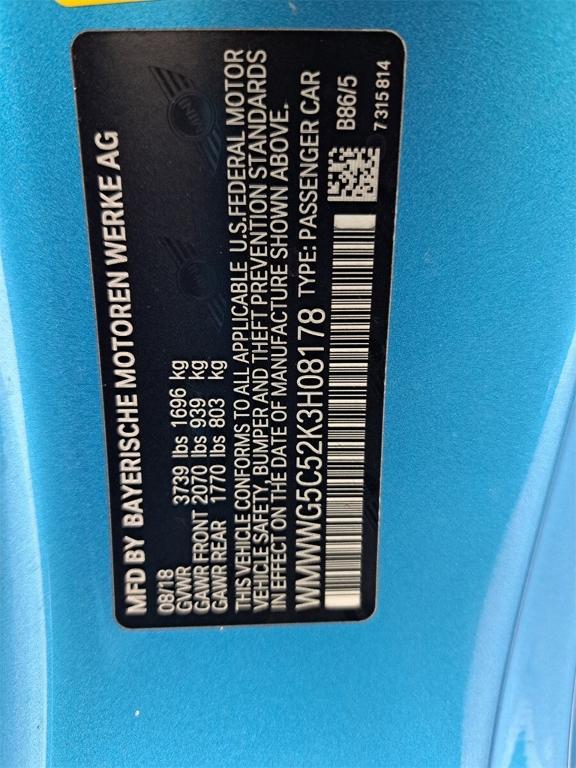 MFD BY BAYERISCHE MOTOREN WERKE AG
08/18
GVWR 3739 lbs 1696 kg
GAWR FRONT 2070 lbs 939 kg
GAWR REAR 1770 lbs 803 kg
THIS VEHICLE CONFORMS TO ALL APPLICABLE U.S.FEDERAL MOTOR
VEHICLE SAFETY, BUMPER AND THEFT PREVENTION STANDARDS
IN EFFECT ON THE DATE OF MANUFACTURE SHOWN ABOVE.
WMWWG5C52K3H08178 TYPE: PASSENGER CAR
B86/5
7315814
MINI
MINI